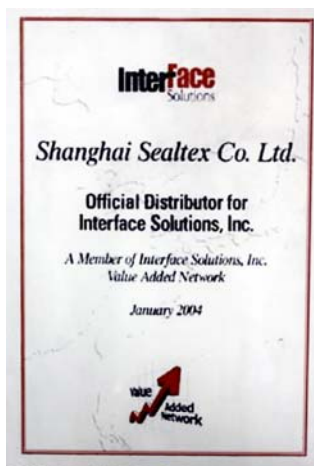 Interface
Solutions
Shanghai Sealtex Co. Ltd.
Official Distributor for
Interface Solutions, Inc.
A Member of Interface Solutions, Inc.
Value Added Network
January 2004
Value
Added
Network